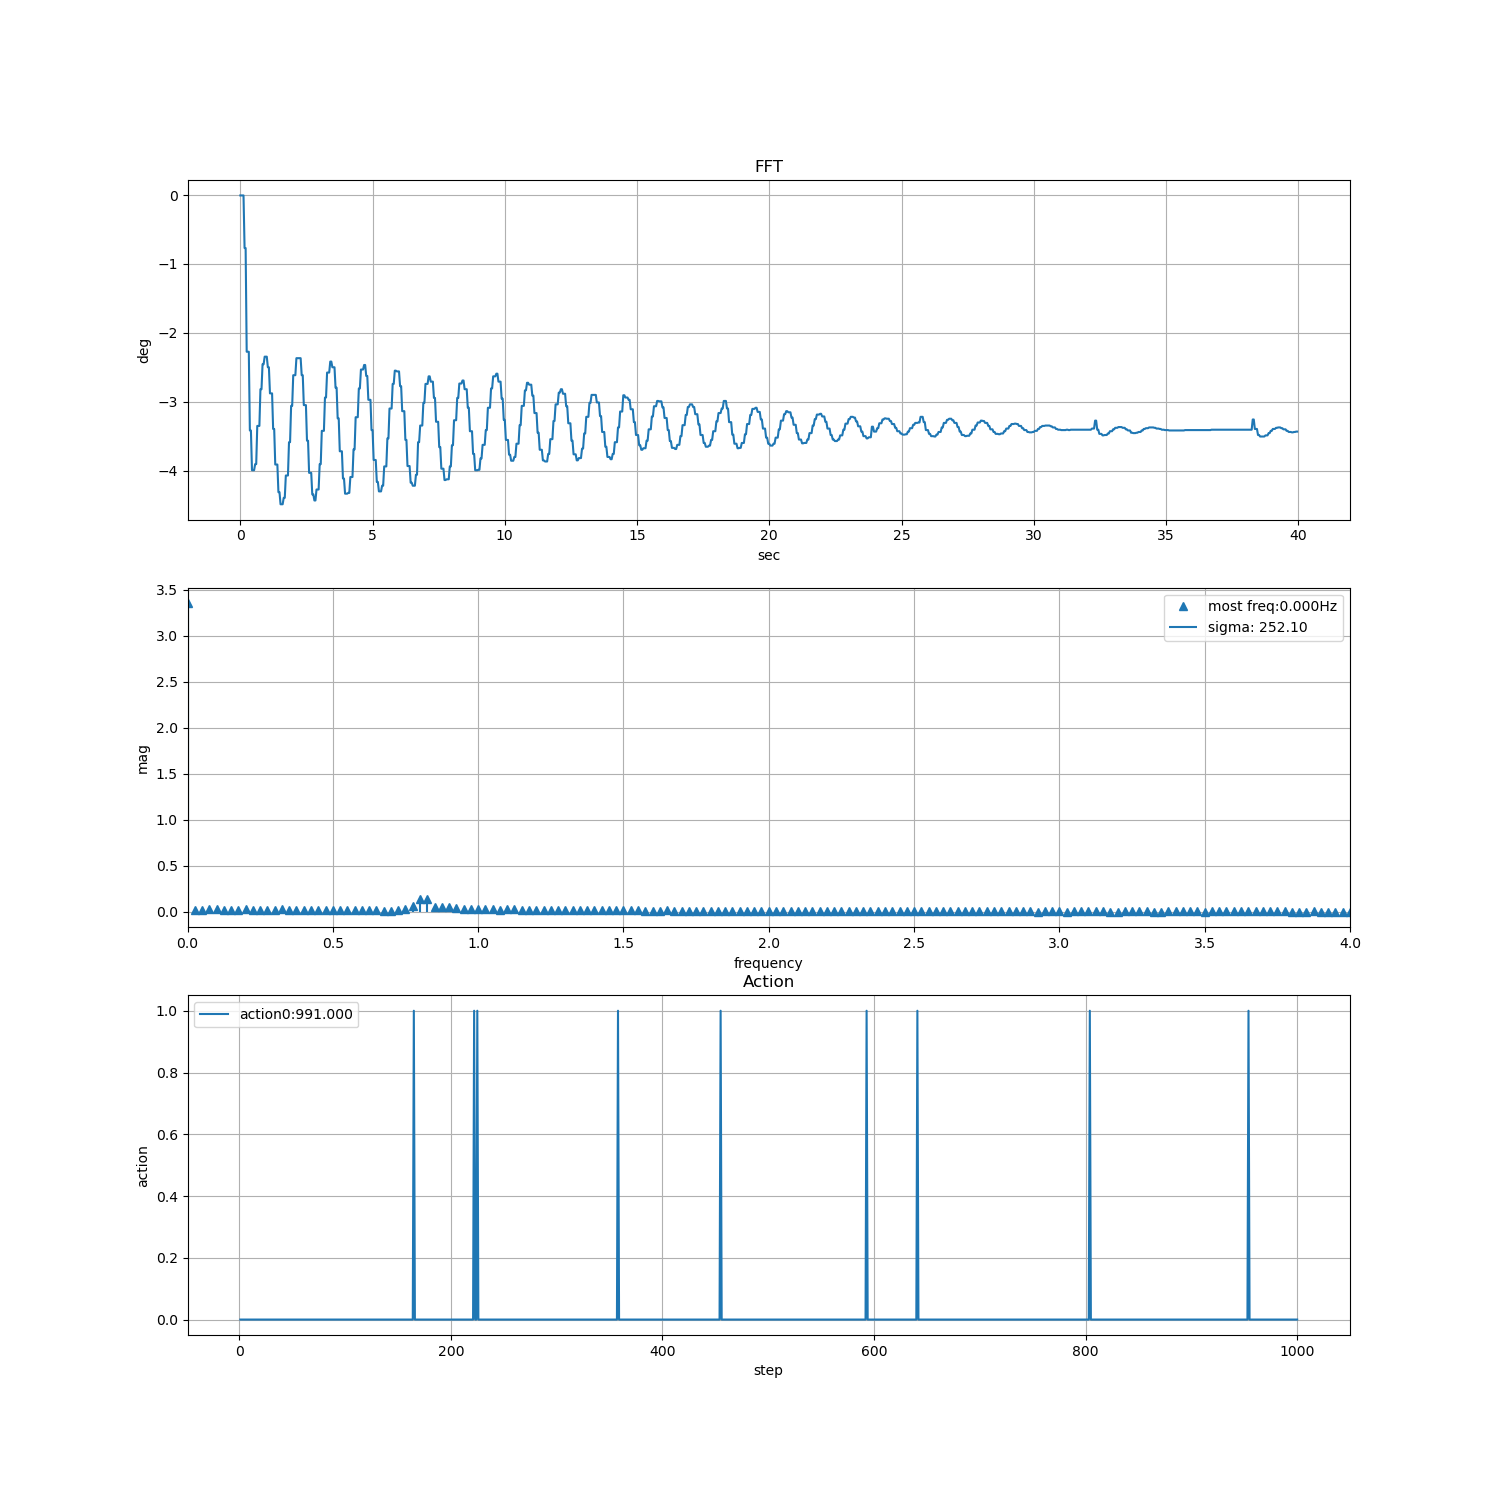 FFT
0
−1
−2
−3
−4
deg
0 5 10 15 20 25 30 35 40
sec
3.5
3.0
2.5
2.0
1.5
1.0
0.5
0.0
mag
most freq:0.000Hz
sigma: 252.10
0.0 0.5 1.0 1.5 2.0 2.5 3.0 3.5 4.0
frequency
Action
1.0
0.8
0.6
0.4
0.2
0.0
action
action0:991.000
0 200 400 600 800 1000
step